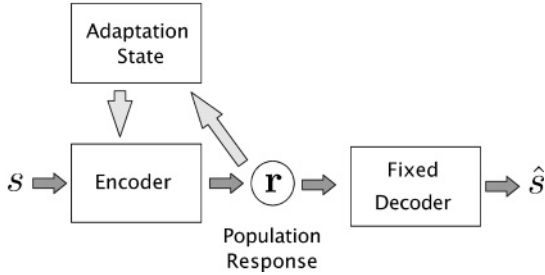 Adaptation
State
s
Encoder
r
Fixed
Decoder
ŝ
Population
Response